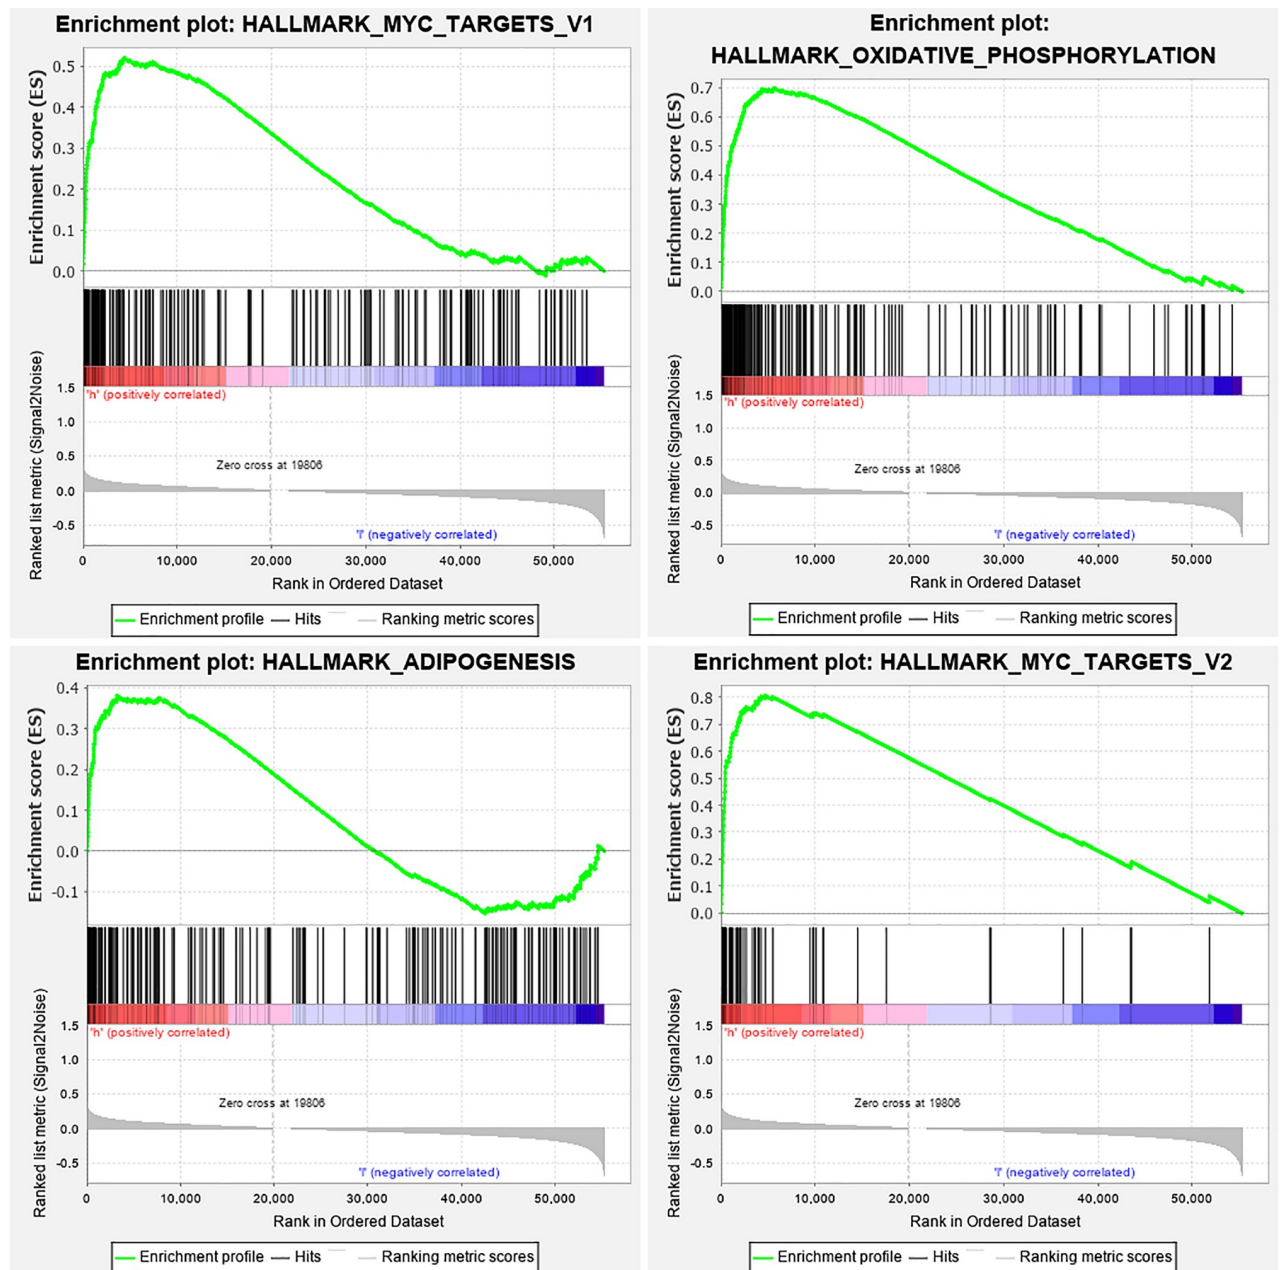 Enrichment plot: HALLMARK_MYC_TARGETS_V1
Enrichment score (ES)
0.5
0.4
0.3
0.2
0.1
0.0
'h' (positively correlated)
Ranked list metric (Signal2Noise)
1.5
1.0
0.5
0.0
-0.5
Zero cross at 19806
'l' (negatively correlated)
0 10,000 20,000 30,000 40,000 50,000
Rank in Ordered Dataset
Enrichment profile Hits Ranking metric scores
Enrichment plot:
HALLMARK_OXIDATIVE_PHOSPHORYLATION
Enrichment score (ES)
0.7
0.6
0.5
0.4
0.3
0.2
0.1
0.0
'h' (positively correlated)
Ranked list metric (Signal2Noise)
1.5
1.0
0.5
0.0
-0.5
Zero cross at 19806
'l' (negatively correlated)
0 10,000 20,000 30,000 40,000 50,000
Rank in Ordered Dataset
Enrichment profile Hits Ranking metric scores
Enrichment plot: HALLMARK_ADIPOGENESIS
Enrichment score (ES)
0.4
0.3
0.2
0.1
0.0
-0.1
'h' (positively correlated)
Ranked list metric (Signal2Noise)
1.5
1.0
0.5
0.0
-0.5
Zero cross at 19806
'l' (negatively correlated)
0 10,000 20,000 30,000 40,000 50,000
Rank in Ordered Dataset
Enrichment profile Hits Ranking metric scores
Enrichment plot: HALLMARK_MYC_TARGETS_V2
Enrichment score (ES)
0.8
0.7
0.6
0.5
0.4
0.3
0.2
0.1
0.0
'h' (positively correlated)
Ranked list metric (Signal2Noise)
1.5
1.0
0.5
0.0
-0.5
Zero cross at 19806
'l' (negatively correlated)
0 10,000 20,000 30,000 40,000 50,000
Rank in Ordered Dataset
Enrichment profile Hits Ranking metric scores